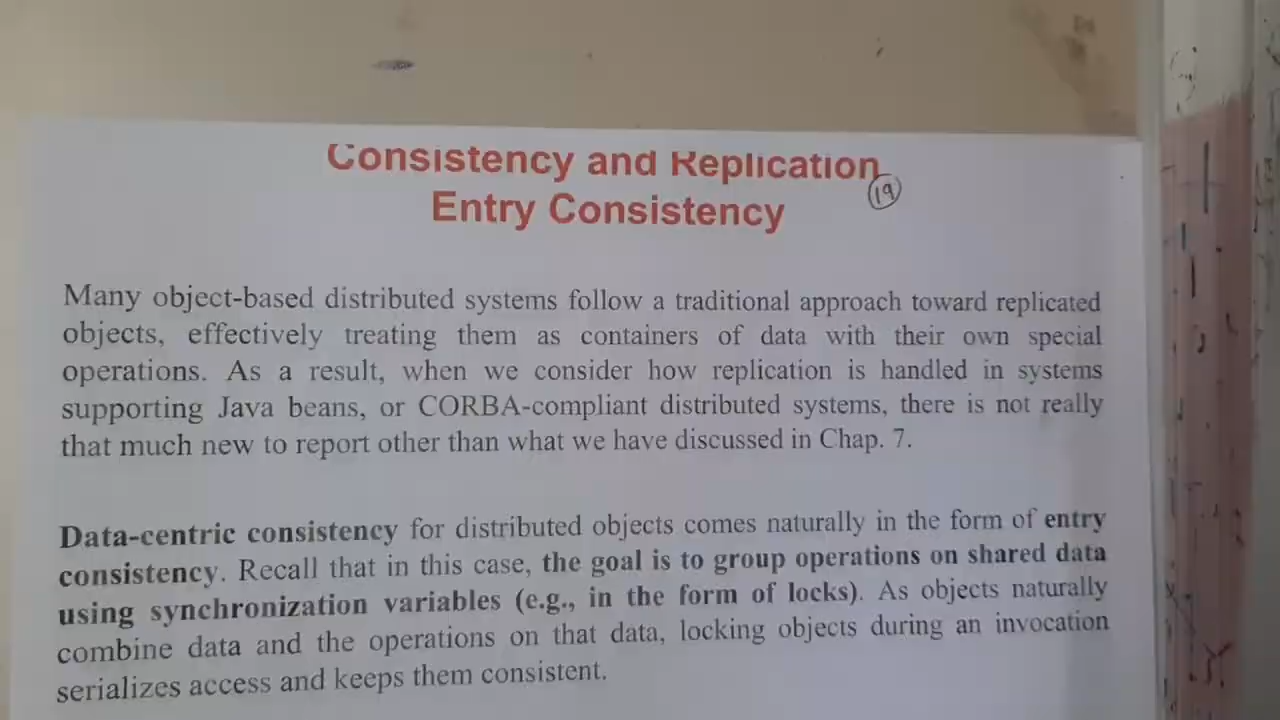 Consistency and Replication
Entry Consistency
19
Many object-based distributed systems follow a traditional approach toward replicated
objects, effectively treating them as containers of data with their own special
operations. As a result, when we consider how replication is handled in systems
supporting Java beans, or CORBA-compliant distributed systems, there is not really
that much new to report other than what we have discussed in Chap. 7.
Data-centric consistency for distributed objects comes naturally in the form of entry
consistency. Recall that in this case, the goal is to group operations on shared data
using synchronization variables (e.g., in the form of locks). As objects naturally
combine data and the operations on that data, locking objects during an invocation
serializes access and keeps them consistent.